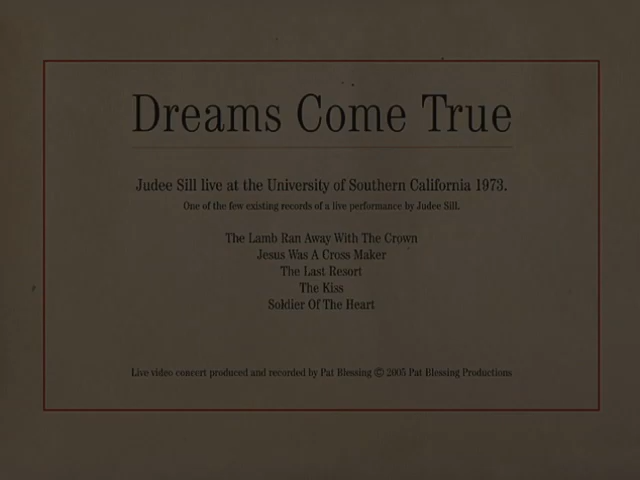 Dreams Come True
Judee Sill live at the University of Southern California 1973.
One of the few existing records of a live performance by Judee Sill.
The Lamb Ran Away With The Crown
Jesus Was A Cross Maker
The Last Resort
The Kiss
Soldier Of The Heart
Live video concert produced and recorded by Pat Blessing © 2005 Pat Blessing Productions